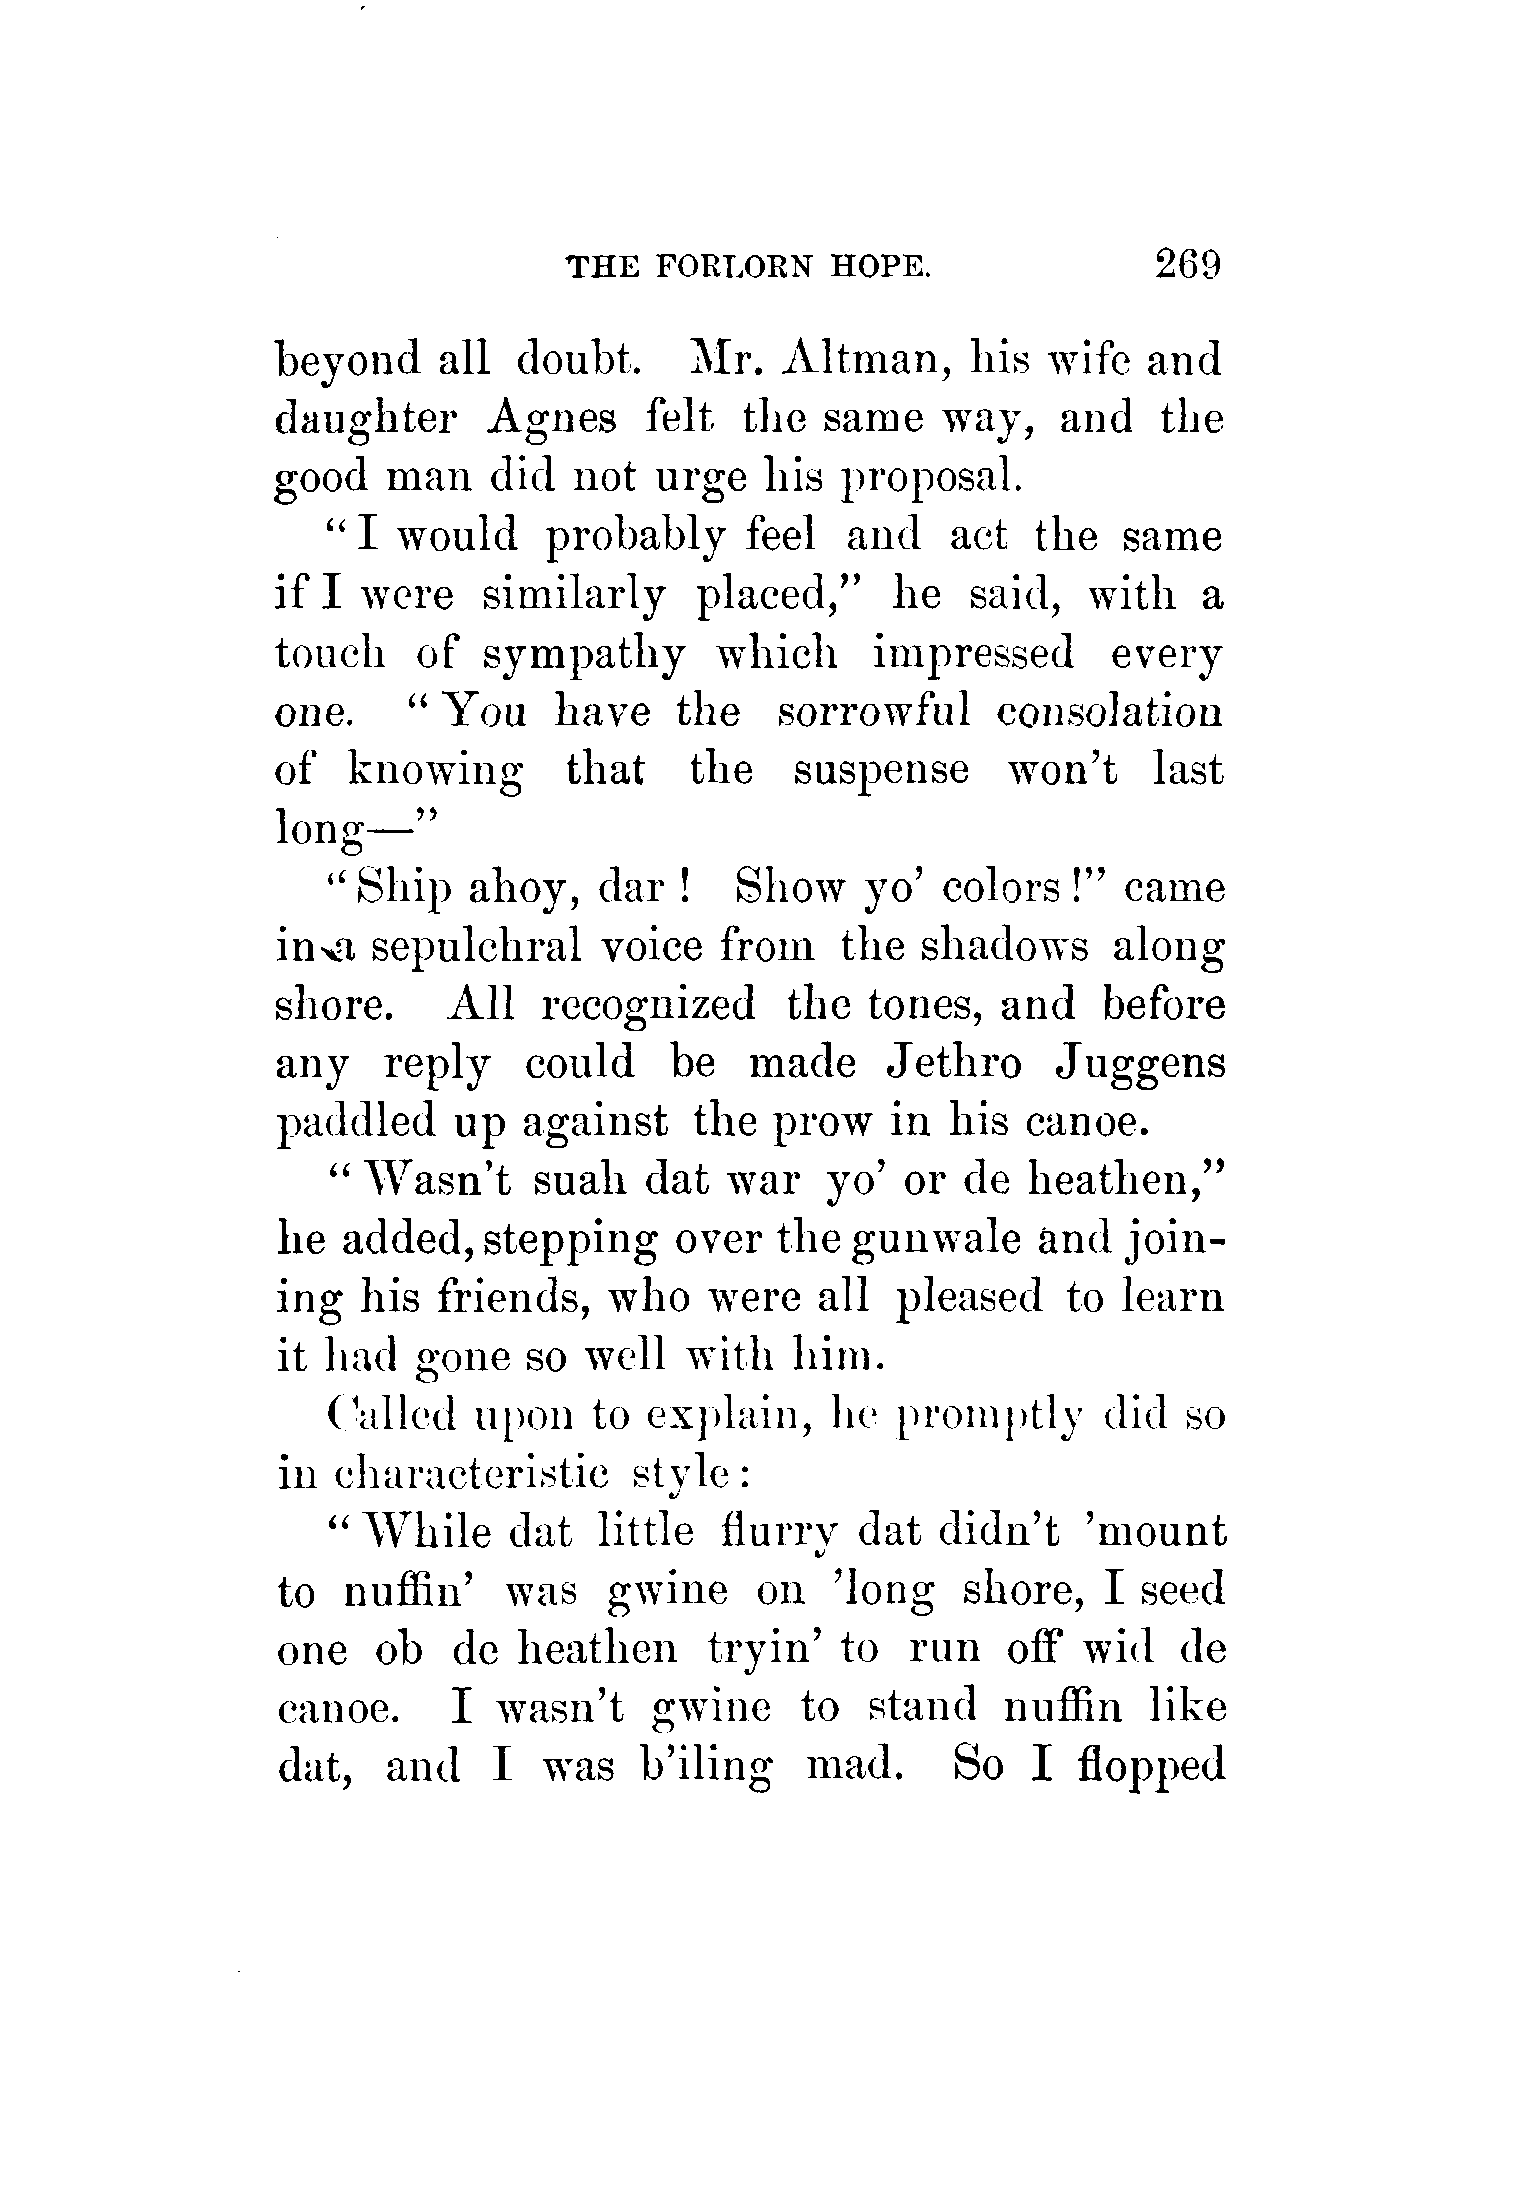 THE FORLORN HOPE. 269
beyond all doubt. Mr. Altman, his wife and
daughter Agnes felt the same way, and the
good man did not urge his proposal.
"I would probably feel and act the same
if I were similarly placed," he said, with a
touch of sympathy which impressed every
one. "You have the sorrowful consolation
of knowing that the suspense won't last
long—"
"Ship ahoy, dar! Show yo' colors!" came
in a sepulchral voice from the shadows along
shore. All recognized the tones, and before
any reply could be made Jethro Juggens
paddled up against the prow in his canoe.
"Wasn't suah dat war yo' or de heathen,"
he added, stepping over the gunwale and join-
ing his friends, who were all pleased to learn
it had gone so well with him.
Called upon to explain, he promptly did so
in characteristic style:
"While dat little flurry dat didn't 'mount
to nuffin' was gwine on 'long shore, I seed
one ob de heathen tryin' to run off wid de
canoe. I wasn't gwine to stand nuffin like
dat, and I was b'iling mad. So I flopped